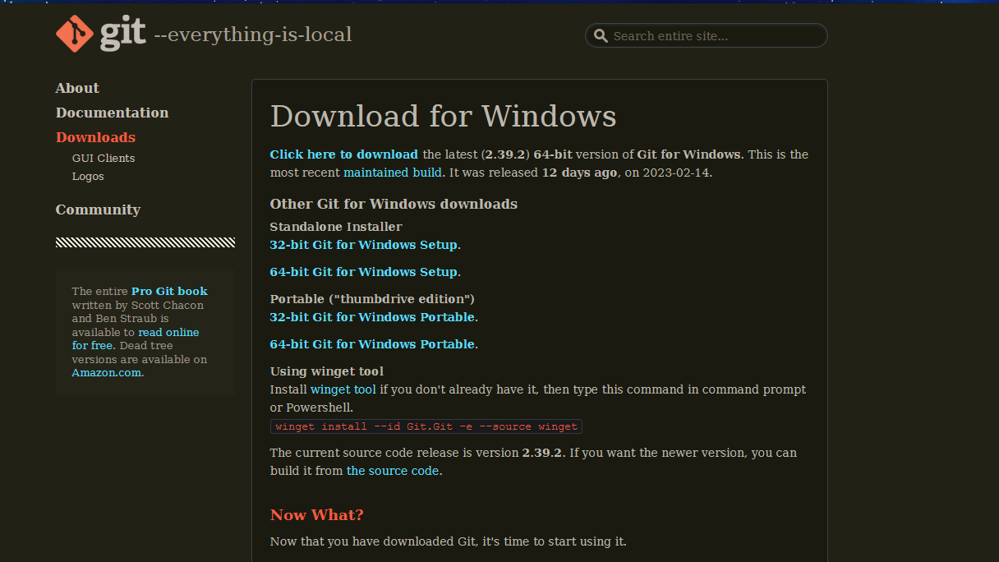 git --everything-is-local
Search entire site...
About
Documentation
Downloads
GUI Clients
Logos
Community
The entire Pro Git book
written by Scott Chacon
and Ben Straub is
available to read online
for free. Dead tree
versions are available on
Amazon.com.
Download for Windows
Click here to download the latest (2.39.2) 64-bit version of Git for Windows. This is the
most recent maintained build. It was released 12 days ago, on 2023-02-14.
Other Git for Windows downloads
Standalone Installer
32-bit Git for Windows Setup.
64-bit Git for Windows Setup.
Portable ("thumbdrive edition")
32-bit Git for Windows Portable.
64-bit Git for Windows Portable.
Using winget tool
Install winget tool if you don't already have it, then type this command in command prompt
or Powershell.
winget install --id Git.Git -e --source winget
The current source code release is version 2.39.2. If you want the newer version, you can
build it from the source code.
Now What?
Now that you have downloaded Git, it's time to start using it.